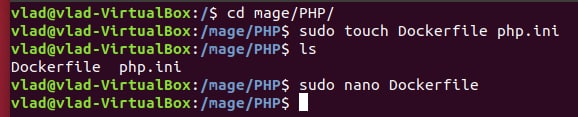 vlad@vlad-VirtualBox:/$ cd mage/PHP/
vlad@vlad-VirtualBox:/mage/PHP$ sudo touch Dockerfile php.ini
vlad@vlad-VirtualBox:/mage/PHP$ ls
Dockerfile  php.ini
vlad@vlad-VirtualBox:/mage/PHP$ sudo nano Dockerfile
vlad@vlad-VirtualBox:/mage/PHP$